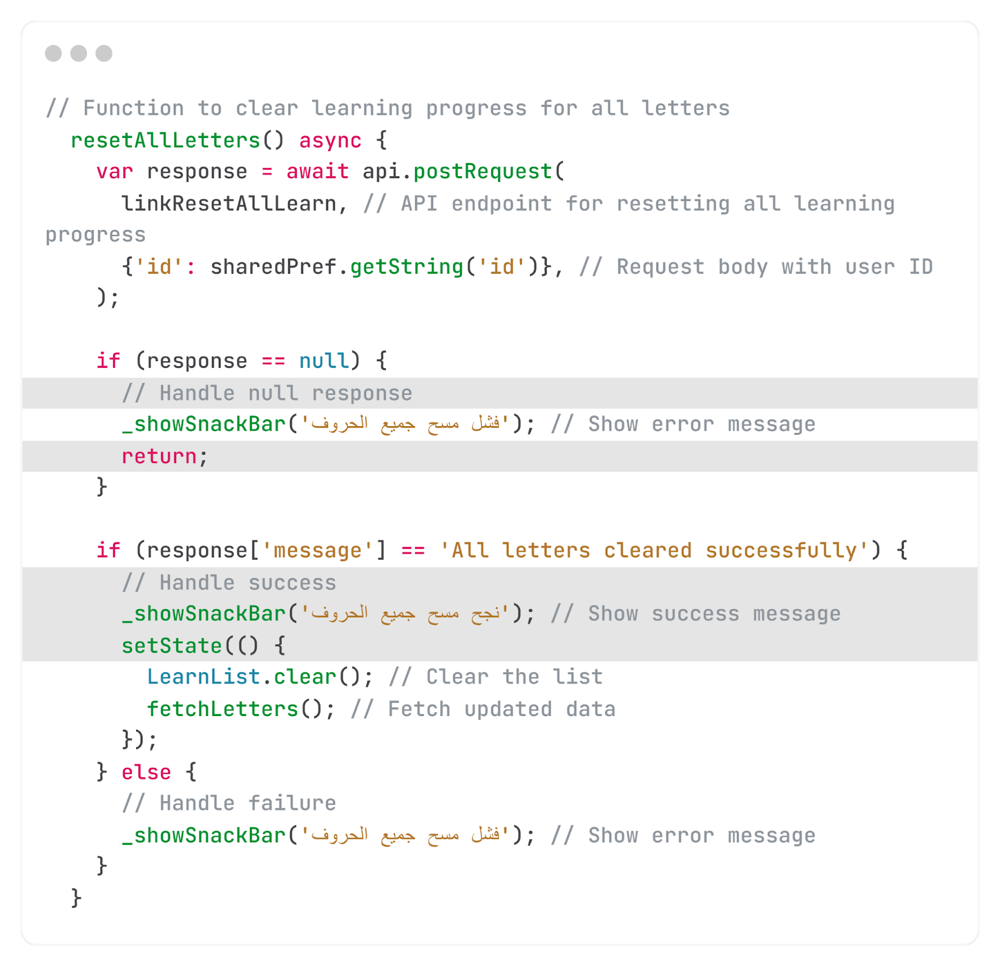 // Function to clear learning progress for all letters
  resetAllLetters() async {
    var response = await api.postRequest(
      linkResetAllLearn, // API endpoint for resetting all learning
progress
      {'id': sharedPref.getString('id')}, // Request body with user ID
    );

    if (response == null) {
      // Handle null response
      _showSnackBar('فشل مسح جميع الحروف'); // Show error message
      return;
    }

    if (response['message'] == 'All letters cleared successfully') {
      // Handle success
      _showSnackBar('نجح مسح جميع الحروف'); // Show success message
      setState(() {
        LearnList.clear(); // Clear the list
        fetchLetters(); // Fetch updated data
      });
    } else {
      // Handle failure
      _showSnackBar('فشل مسح جميع الحروف'); // Show error message
    }
  }